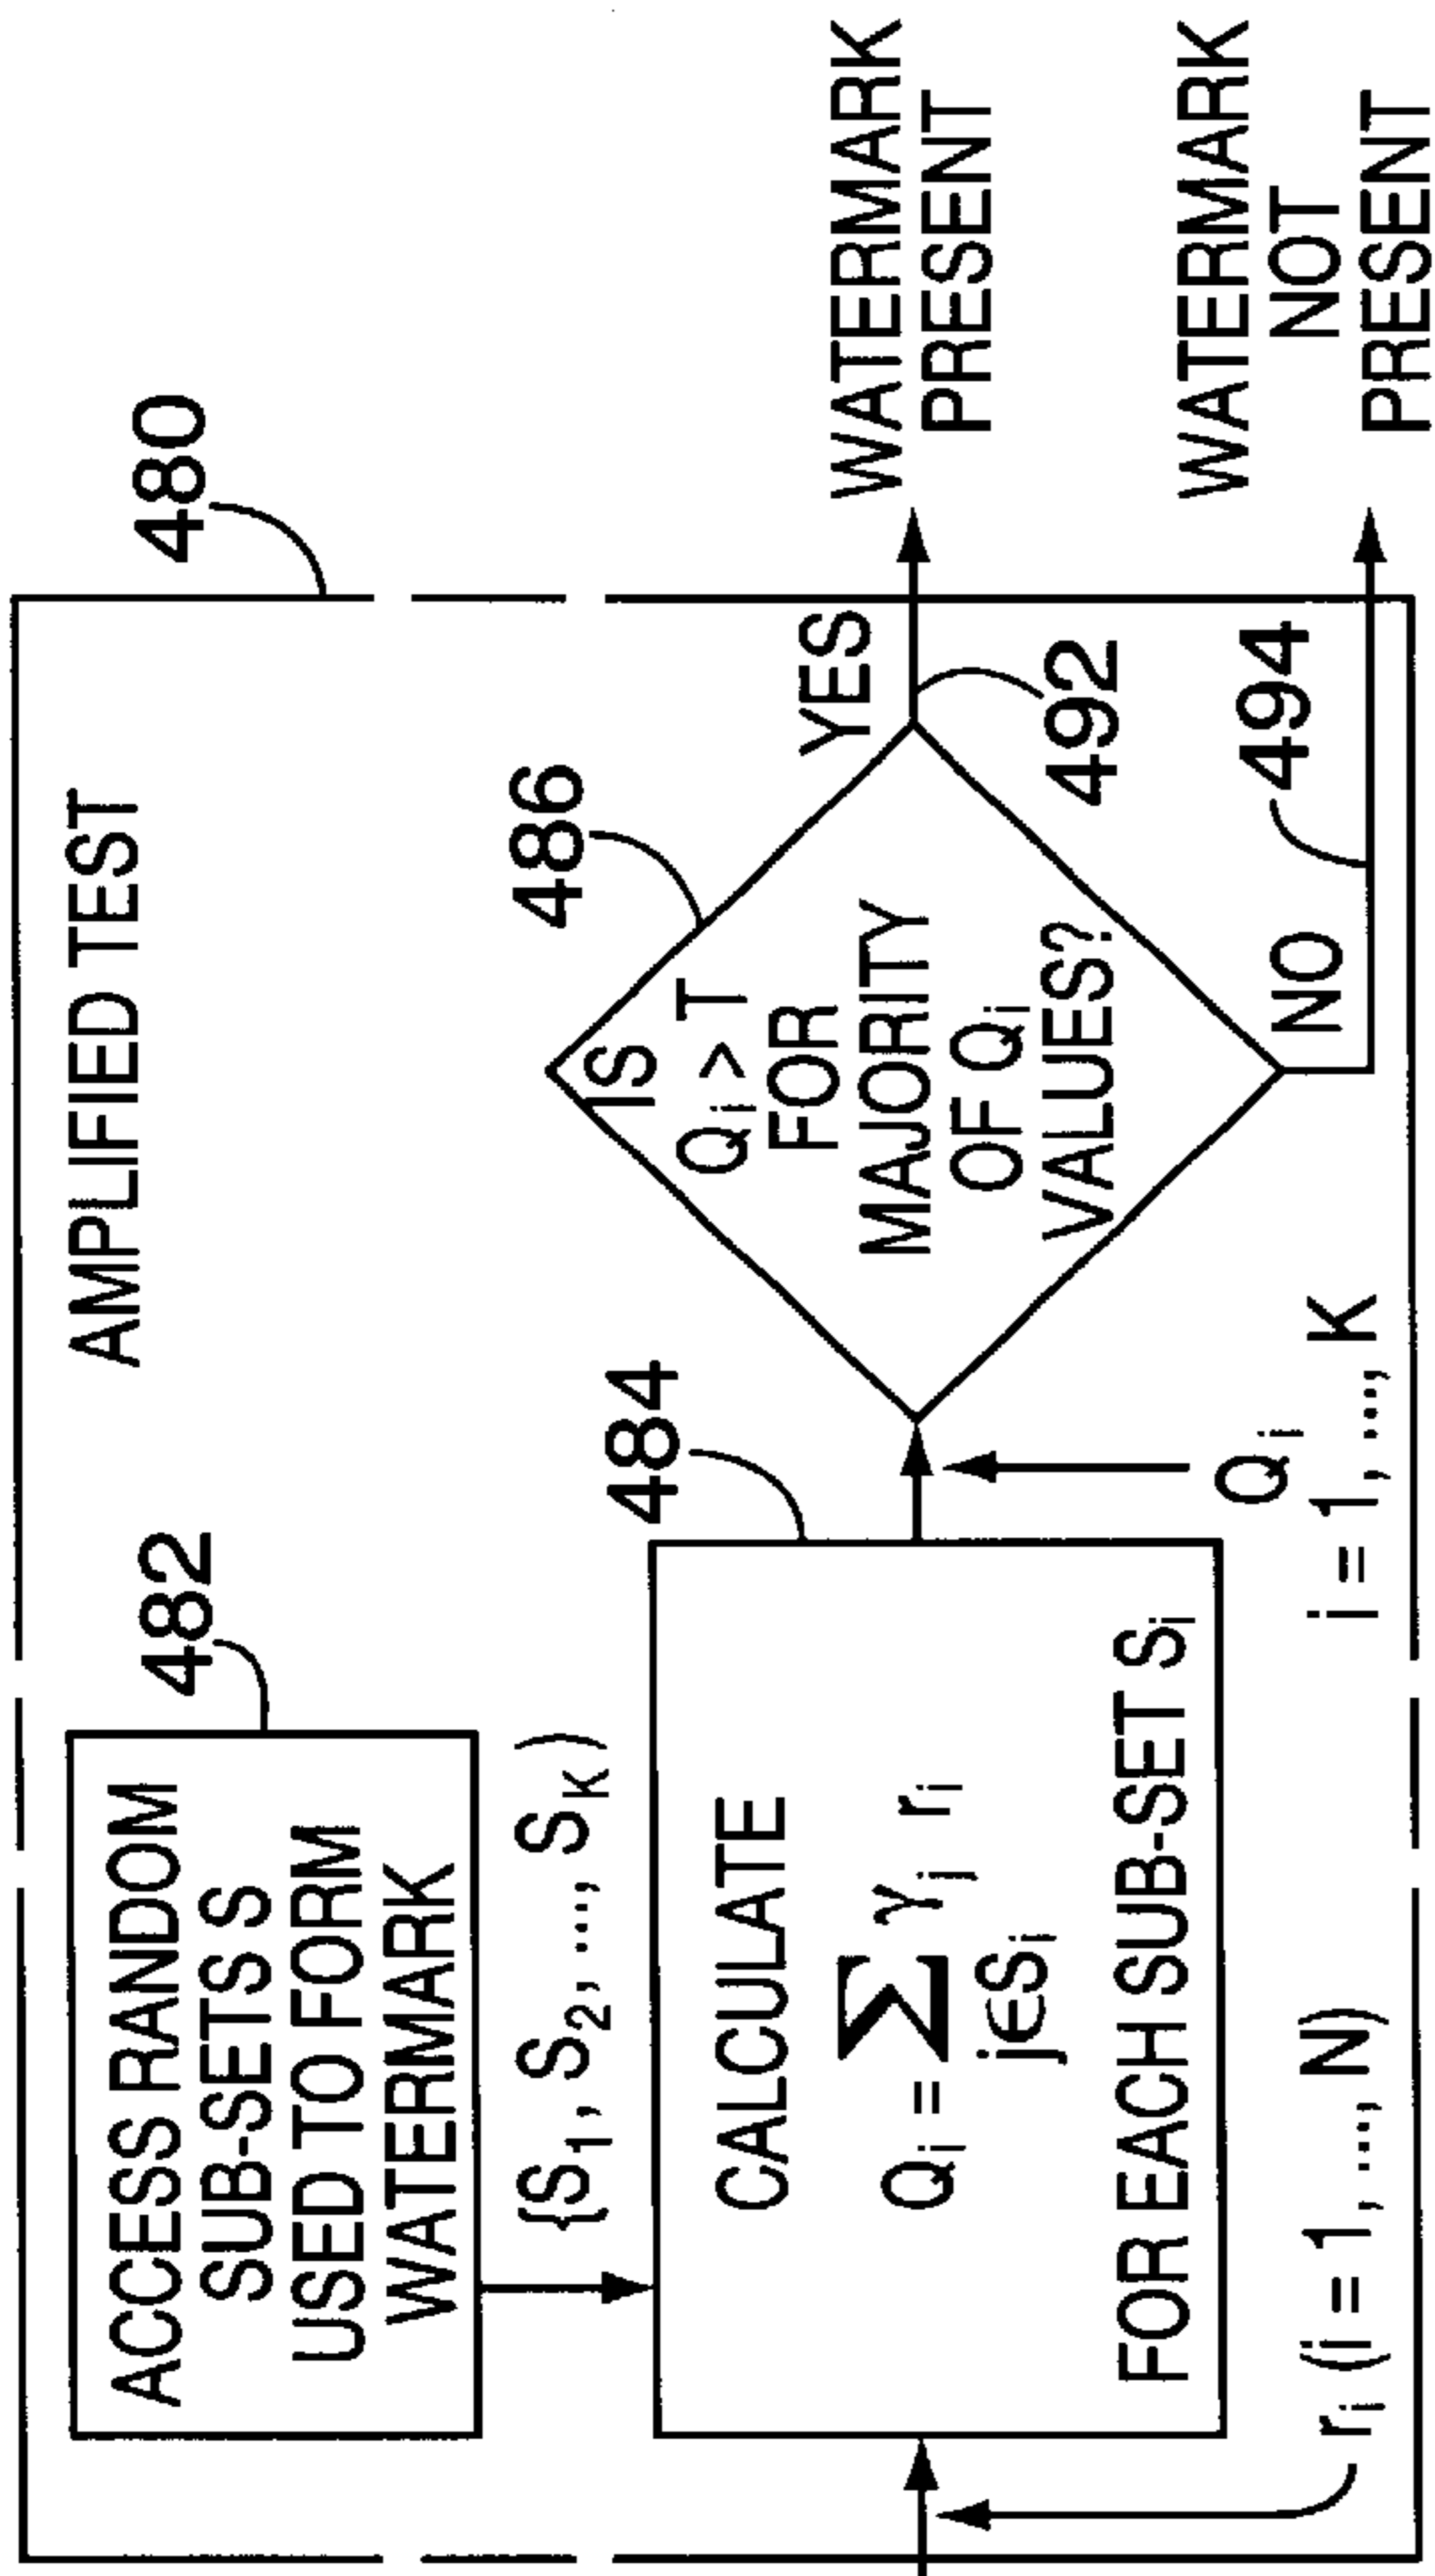 AMPLIFIED TEST
480
482
ACCESS RANDOM
SUB-SETS S
USED TO FORM
WATERMARK
{S₁, S₂, ..., S_K)
484
CALCULATE
Qᵢ = Σ γⱼ rᵢ
j∈Sᵢ
FOR EACH SUB-SET Sᵢ
rᵢ (i = 1, ..., N)
Qᵢ
i = 1, ..., K
486
IS
Qᵢ > T
FOR
MAJORITY
OF Qᵢ
VALUES?
YES
492
WATERMARK
PRESENT
NO
494
WATERMARK
NOT
PRESENT